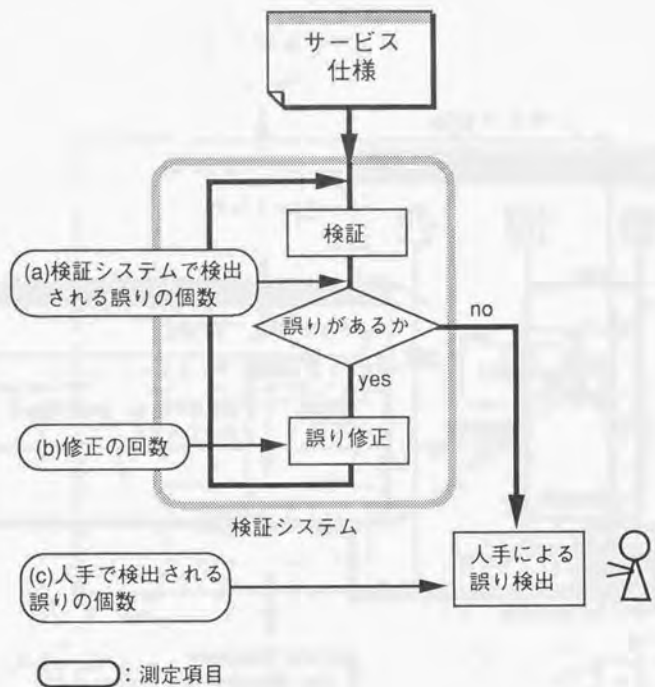 サービス
仕様
検証
(a)検証システムで検出
される誤りの個数
誤りがあるか
no
yes
(b)修正の回数
誤り修正
検証システム
(c)人手で検出される
誤りの個数
人手による
誤り検出
：測定項目